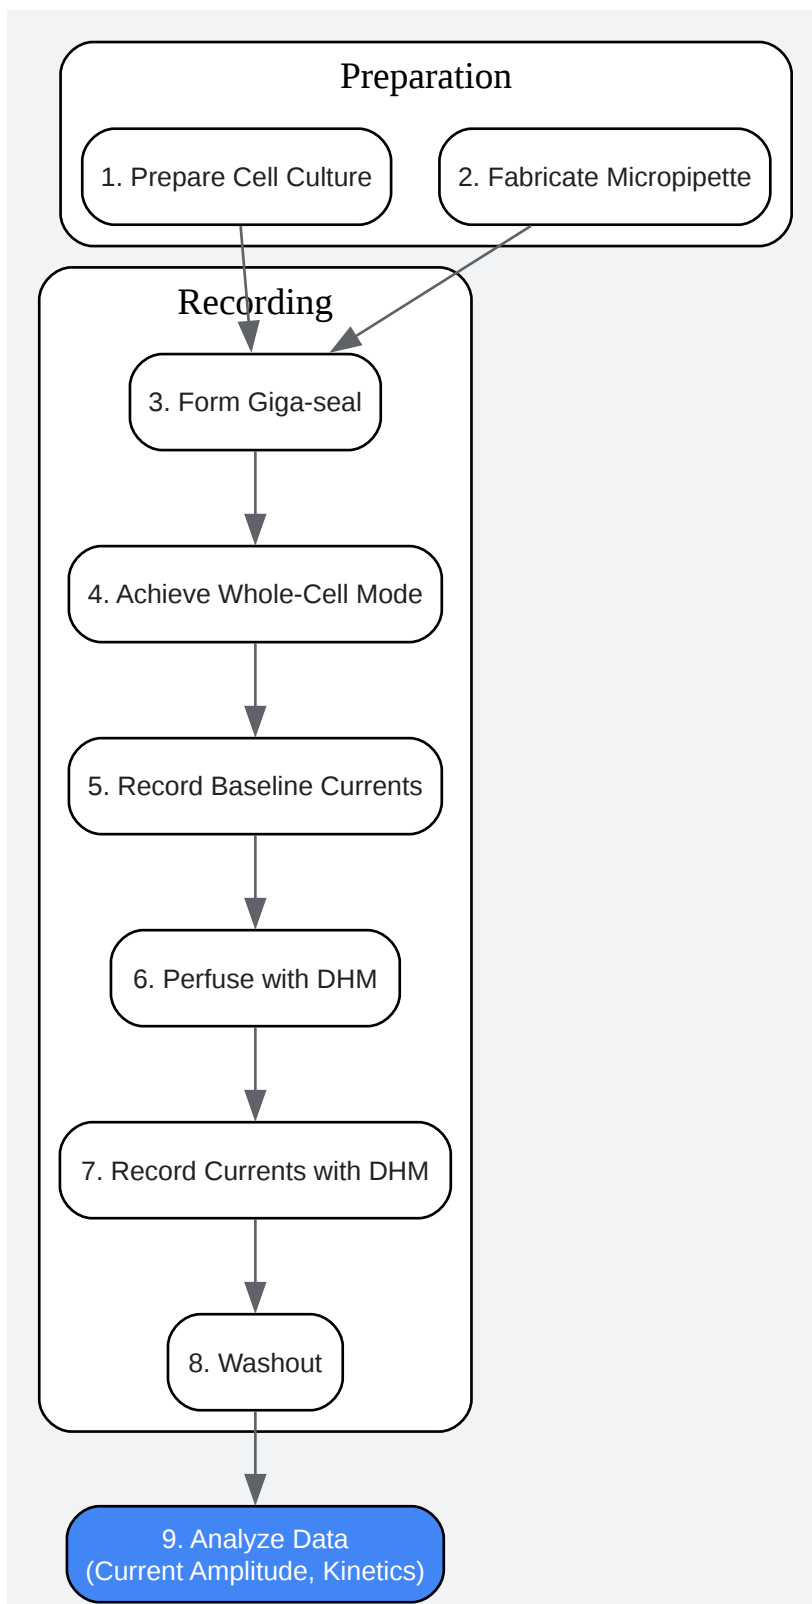 Preparation
1. Prepare Cell Culture
2. Fabricate Micropipette
Recording
3. Form Giga-seal
4. Achieve Whole-Cell Mode
5. Record Baseline Currents
6. Perfuse with DHM
7. Record Currents with DHM
8. Washout
9. Analyze Data
(Current Amplitude, Kinetics)